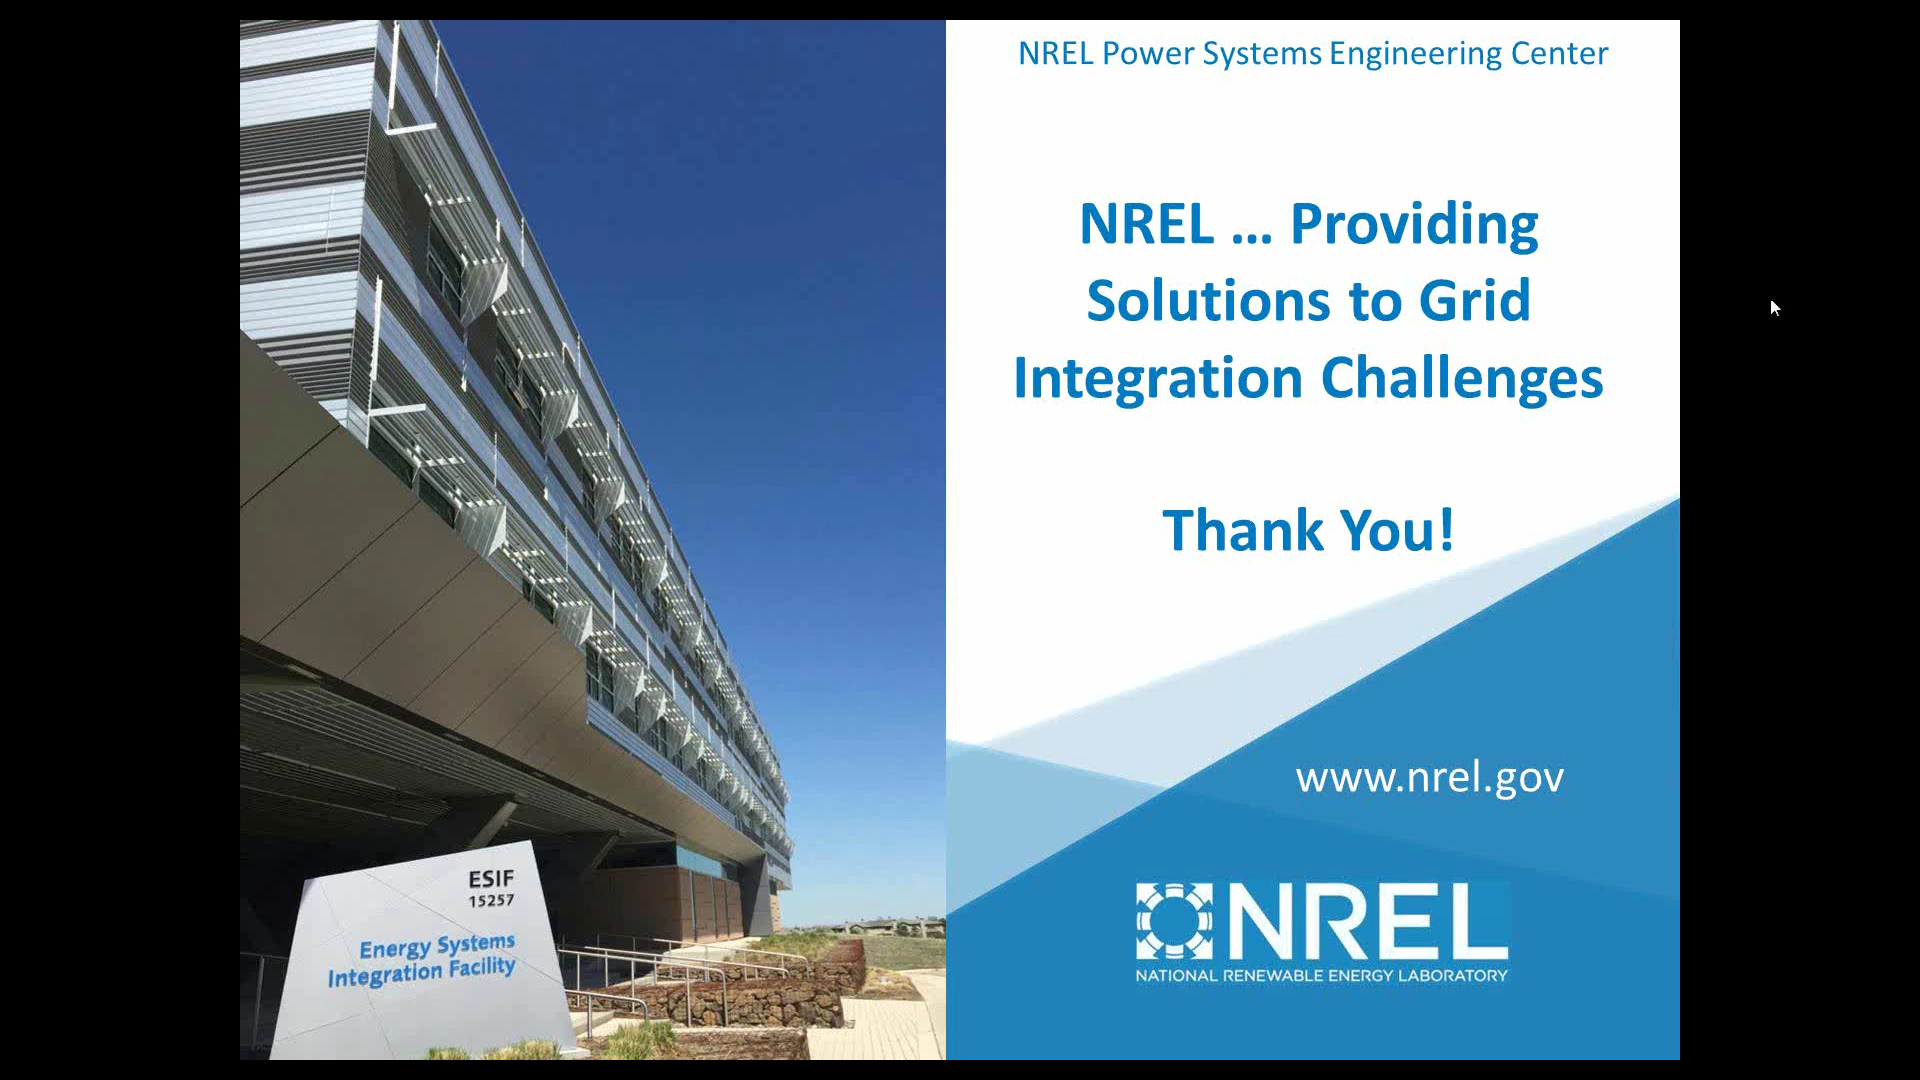 NREL Power Systems Engineering Center
NREL ... Providing
Solutions to Grid
Integration Challenges
Thank You!
www.nrel.gov
NREL
NATIONAL RENEWABLE ENERGY LABORATORY
ESIF
15257
Energy Systems
Integration Facility